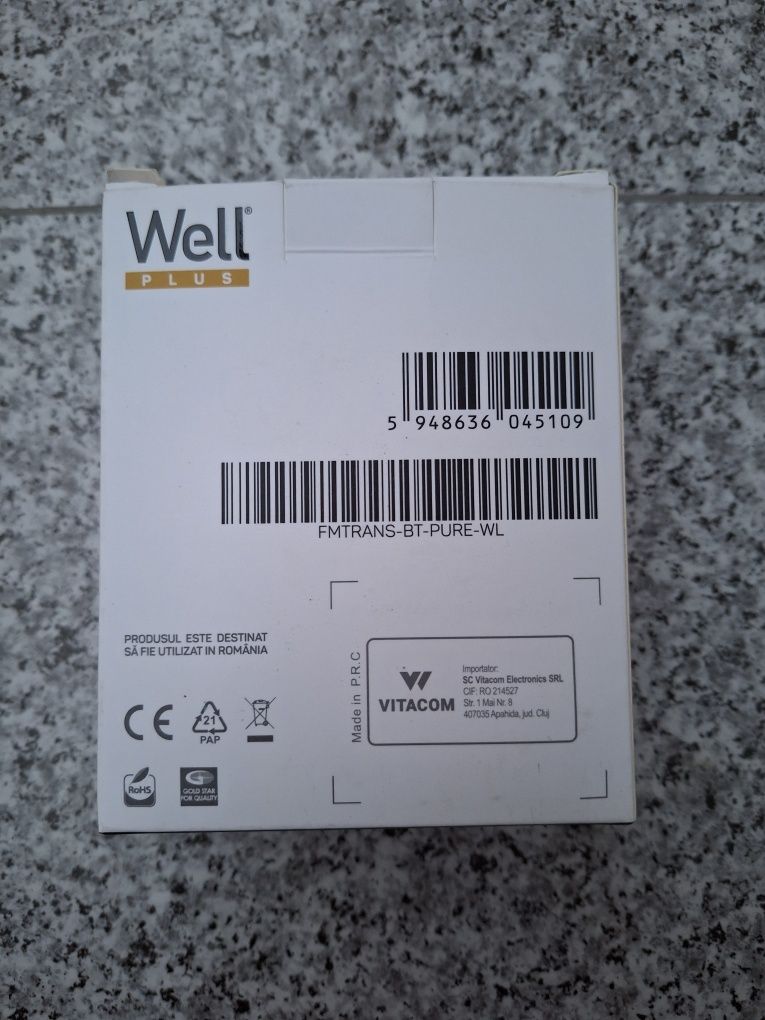 Well®
PLUS
5 948636 045109
FMTRANS-BT-PURE-WL
PRODUSUL ESTE DESTINAT
SĂ FIE UTILIZAT IN ROMÂNIA
Made in P.R.C
VITACOM
Importator:
SC Vitacom Electronics SRL
CIF: RO 214527
Str. 1 Mai Nr. 8
407035 Apahida, jud. Cluj
CE
21
PAP
RoHS
GOLD STAR
FOR QUALITY